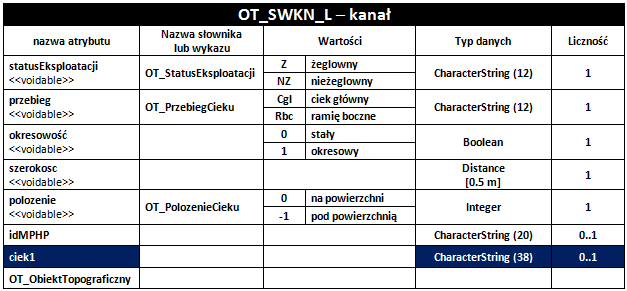 OT_SWKN_L – kanał
nazwa atrybutu
Nazwa słownika
lub wykazu
Wartości
Typ danych
Liczność
statusEksploatacji
<<voidable>>
OT_StatusEksploatacji
Z żeglowny
NZ nieżeglowny
CharacterString (12)
1
przebieg
<<voidable>>
OT_PrzebiegCieku
Cgl ciek główny
Rbc ramię boczne
CharacterString (12)
1
okresowość
<<voidable>>
0 stały
1 okresowy
Boolean
1
szerokosc
<<voidable>>
Distance
[0.5 m]
1
polozenie
<<voidable>>
OT_PolozenieCieku
0 na powierzchni
-1 pod powierzchnią
Integer
1
idMPHP
CharacterString (20)
0..1
ciek1
CharacterString (38)
0..1
OT_ObiektTopograficzny